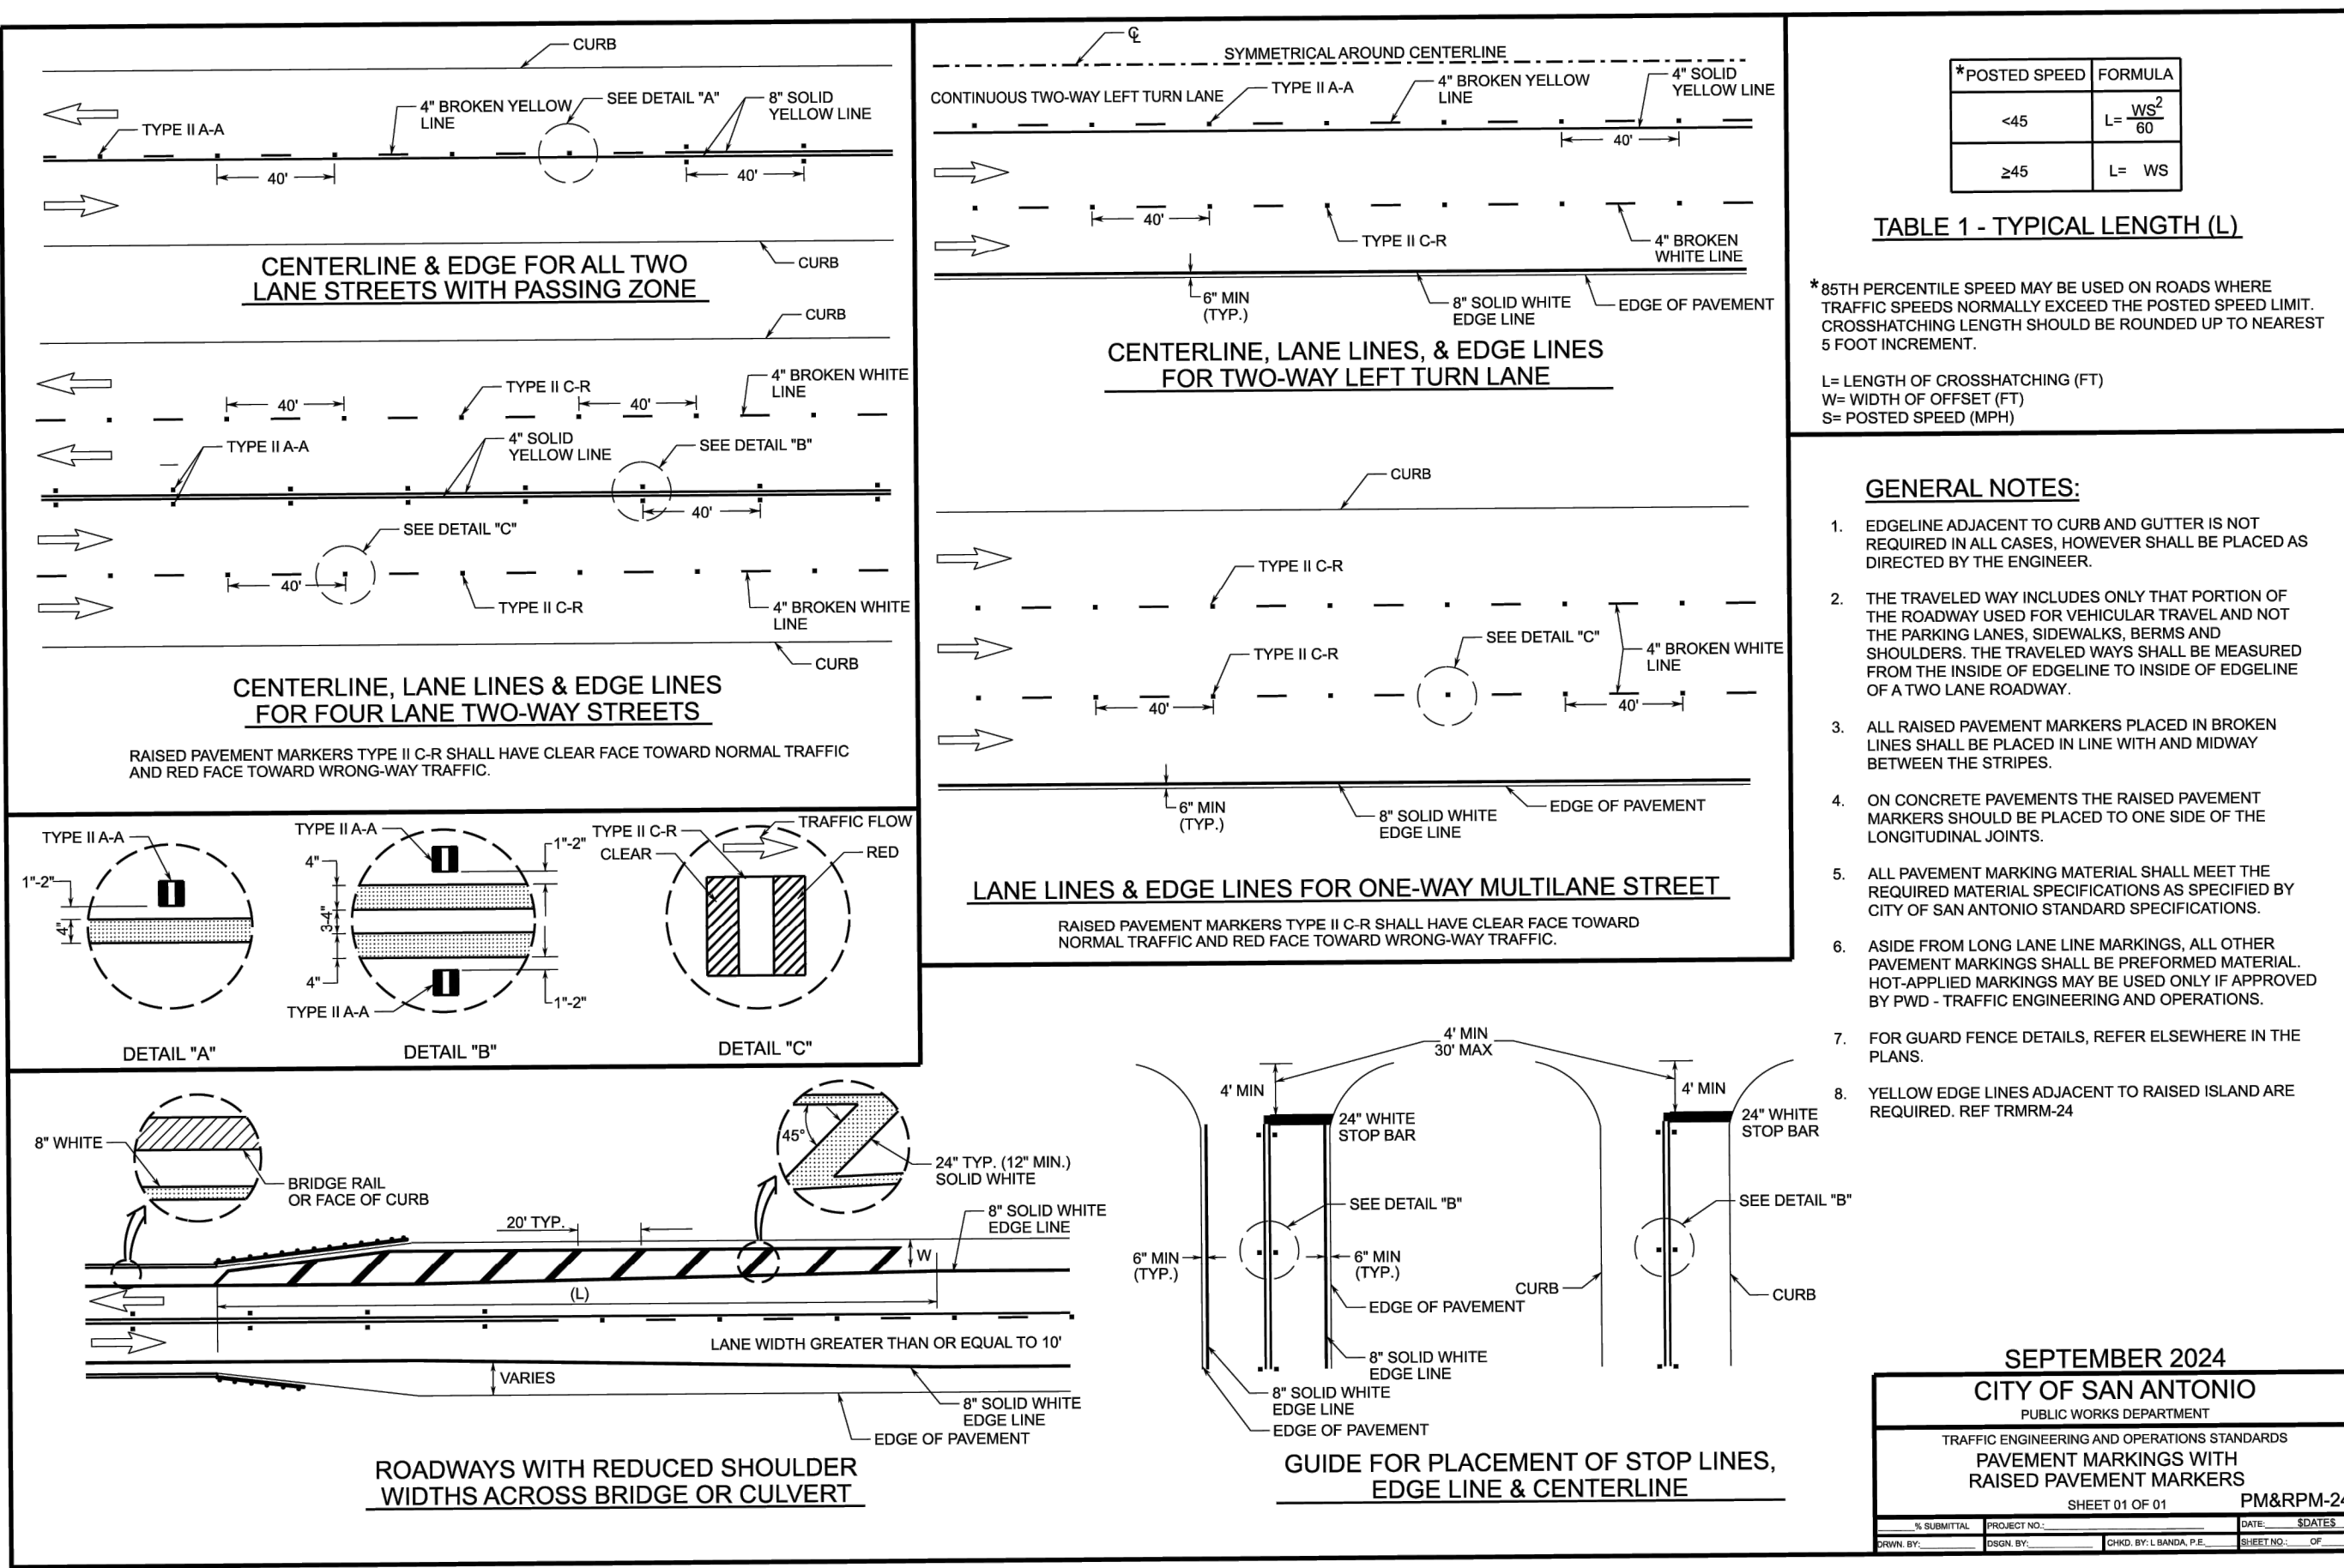 CURB
4" BROKEN YELLOW
LINE
SEE DETAIL "A"
8" SOLID
YELLOW LINE
TYPE II A-A
40'
40'
CURB
CENTERLINE & EDGE FOR ALL TWO
LANE STREETS WITH PASSING ZONE
CURB
TYPE II C-R
4" BROKEN WHITE
LINE
40'
40'
TYPE II A-A
4" SOLID
YELLOW LINE
SEE DETAIL "B"
40'
SEE DETAIL "C"
40'
TYPE II C-R
4" BROKEN WHITE
LINE
CURB
CENTERLINE, LANE LINES & EDGE LINES
FOR FOUR LANE TWO-WAY STREETS
RAISED PAVEMENT MARKERS TYPE II C-R SHALL HAVE CLEAR FACE TOWARD NORMAL TRAFFIC
AND RED FACE TOWARD WRONG-WAY TRAFFIC.
℄
SYMMETRICAL AROUND CENTERLINE
CONTINUOUS TWO-WAY LEFT TURN LANE
TYPE II A-A
4" BROKEN YELLOW
LINE
4" SOLID
YELLOW LINE
40'
40'
TYPE II C-R
4" BROKEN
WHITE LINE
6" MIN
(TYP.)
8" SOLID WHITE
EDGE LINE
EDGE OF PAVEMENT
CENTERLINE, LANE LINES, & EDGE LINES
FOR TWO-WAY LEFT TURN LANE
CURB
TYPE II C-R
TYPE II C-R
SEE DETAIL "C"
4" BROKEN WHITE
LINE
40'
40'
6" MIN
(TYP.)
8" SOLID WHITE
EDGE LINE
EDGE OF PAVEMENT
LANE LINES & EDGE LINES FOR ONE-WAY MULTILANE STREET
RAISED PAVEMENT MARKERS TYPE II C-R SHALL HAVE CLEAR FACE TOWARD
NORMAL TRAFFIC AND RED FACE TOWARD WRONG-WAY TRAFFIC.
*POSTED SPEED FORMULA
<45 L= WS²/60
≥45 L= WS
TABLE 1 - TYPICAL LENGTH (L)
*85TH PERCENTILE SPEED MAY BE USED ON ROADS WHERE
TRAFFIC SPEEDS NORMALLY EXCEED THE POSTED SPEED LIMIT.
CROSSHATCHING LENGTH SHOULD BE ROUNDED UP TO NEAREST
5 FOOT INCREMENT.
L= LENGTH OF CROSSHATCHING (FT)
W= WIDTH OF OFFSET (FT)
S= POSTED SPEED (MPH)
GENERAL NOTES:
1. EDGELINE ADJACENT TO CURB AND GUTTER IS NOT
REQUIRED IN ALL CASES, HOWEVER SHALL BE PLACED AS
DIRECTED BY THE ENGINEER.
2. THE TRAVELED WAY INCLUDES ONLY THAT PORTION OF
THE ROADWAY USED FOR VEHICULAR TRAVEL AND NOT
THE PARKING LANES, SIDEWALKS, BERMS AND
SHOULDERS. THE TRAVELED WAYS SHALL BE MEASURED
FROM THE INSIDE OF EDGELINE TO INSIDE OF EDGELINE
OF A TWO LANE ROADWAY.
3. ALL RAISED PAVEMENT MARKERS PLACED IN BROKEN
LINES SHALL BE PLACED IN LINE WITH AND MIDWAY
BETWEEN THE STRIPES.
4. ON CONCRETE PAVEMENTS THE RAISED PAVEMENT
MARKERS SHOULD BE PLACED TO ONE SIDE OF THE
LONGITUDINAL JOINTS.
5. ALL PAVEMENT MARKING MATERIAL SHALL MEET THE
REQUIRED MATERIAL SPECIFICATIONS AS SPECIFIED BY
CITY OF SAN ANTONIO STANDARD SPECIFICATIONS.
6. ASIDE FROM LONG LANE LINE MARKINGS, ALL OTHER
PAVEMENT MARKINGS SHALL BE PREFORMED MATERIAL.
HOT-APPLIED MARKINGS MAY BE USED ONLY IF APPROVED
BY PWD - TRAFFIC ENGINEERING AND OPERATIONS.
7. FOR GUARD FENCE DETAILS, REFER ELSEWHERE IN THE
PLANS.
8. YELLOW EDGE LINES ADJACENT TO RAISED ISLAND ARE
REQUIRED. REF TRMRM-24
TYPE II A-A
1"-2"
4"
DETAIL "A"
TYPE II A-A
4"
3-4"
4"
1"-2"
1"-2"
TYPE II A-A
DETAIL "B"
TYPE II C-R
CLEAR
TRAFFIC FLOW
RED
DETAIL "C"
8" WHITE
BRIDGE RAIL
OR FACE OF CURB
45°
24" TYP. (12" MIN.)
SOLID WHITE
20' TYP.
8" SOLID WHITE
EDGE LINE
W
(L)
LANE WIDTH GREATER THAN OR EQUAL TO 10'
VARIES
8" SOLID WHITE
EDGE LINE
EDGE OF PAVEMENT
ROADWAYS WITH REDUCED SHOULDER
WIDTHS ACROSS BRIDGE OR CULVERT
4' MIN
30' MAX
4' MIN
4' MIN
24" WHITE
STOP BAR
24" WHITE
STOP BAR
SEE DETAIL "B"
SEE DETAIL "B"
6" MIN
(TYP.)
6" MIN
(TYP.)
EDGE OF PAVEMENT
CURB
CURB
8" SOLID WHITE
EDGE LINE
8" SOLID WHITE
EDGE LINE
EDGE OF PAVEMENT
GUIDE FOR PLACEMENT OF STOP LINES,
EDGE LINE & CENTERLINE
SEPTEMBER 2024
CITY OF SAN ANTONIO
PUBLIC WORKS DEPARTMENT
TRAFFIC ENGINEERING AND OPERATIONS STANDARDS
PAVEMENT MARKINGS WITH
RAISED PAVEMENT MARKERS
SHEET 01 OF 01 PM&RPM-24
% SUBMITTAL PROJECT NO.: DATE: $DATE$
DRWN. BY: DSGN. BY: CHKD. BY: L BANDA, P.E. SHEET NO.: OF